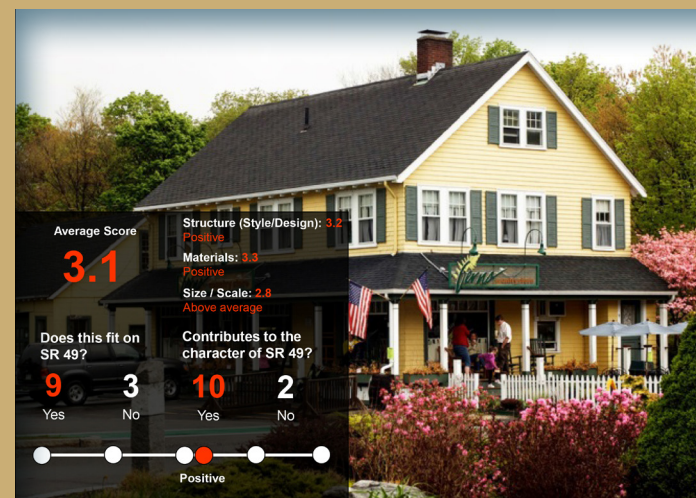 Average Score
3.1
Structure (Style/Design): 3.2
Positive
Materials: 3.3
Positive
Size / Scale: 2.8
Above average
Does this fit on
SR 49?
9
Yes
3
No
Contributes to the
character of SR 49?
10
Yes
2
No
Positive
Ferns